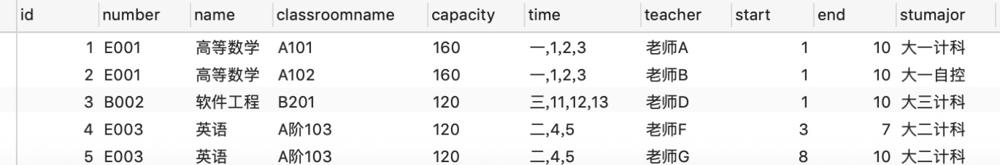 id number name classroomname capacity time teacher start end stumajor
1 E001 高等数学 A101 160 一,1,2,3 老师A 1 10 大一计科
2 E001 高等数学 A102 160 一,1,2,3 老师B 1 10 大一自控
3 B002 软件工程 B201 120 三,11,12,13 老师D 1 10 大三计科
4 E003 英语 A阶103 120 二,4,5 老师F 3 7 大二计科
5 E003 英语 A阶103 120 二,4,5 老师G 8 10 大二计科